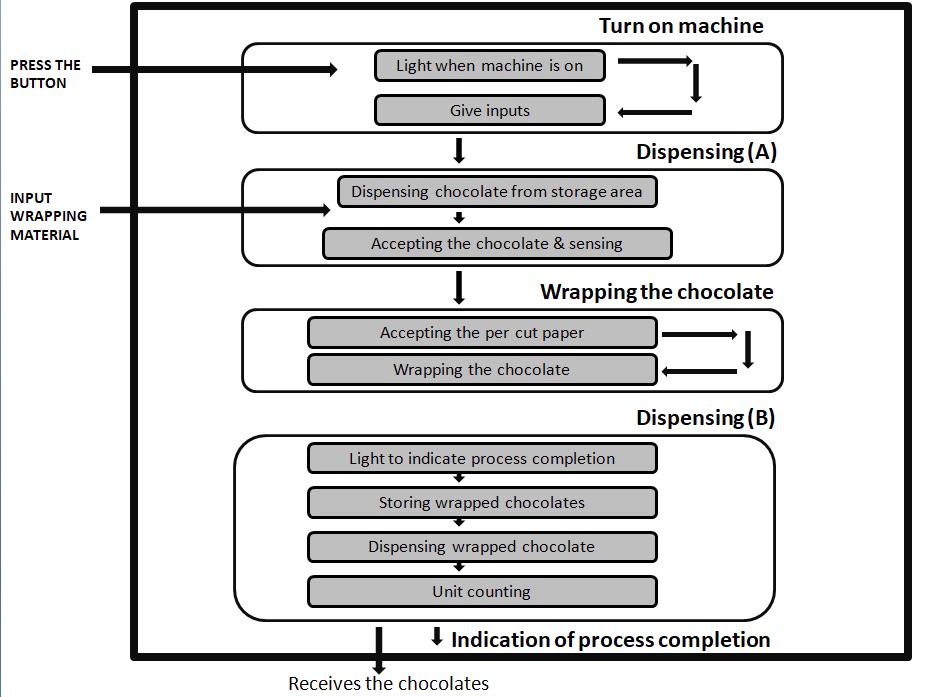 Turn on machine
PRESS THE
BUTTON
Light when machine is on
Give inputs
Dispensing (A)
INPUT
WRAPPING
MATERIAL
Dispensing chocolate from storage area
Accepting the chocolate & sensing
Wrapping the chocolate
Accepting the per cut paper
Wrapping the chocolate
Dispensing (B)
Light to indicate process completion
Storing wrapped chocolates
Dispensing wrapped chocolate
Unit counting
Indication of process completion
Receives the chocolates